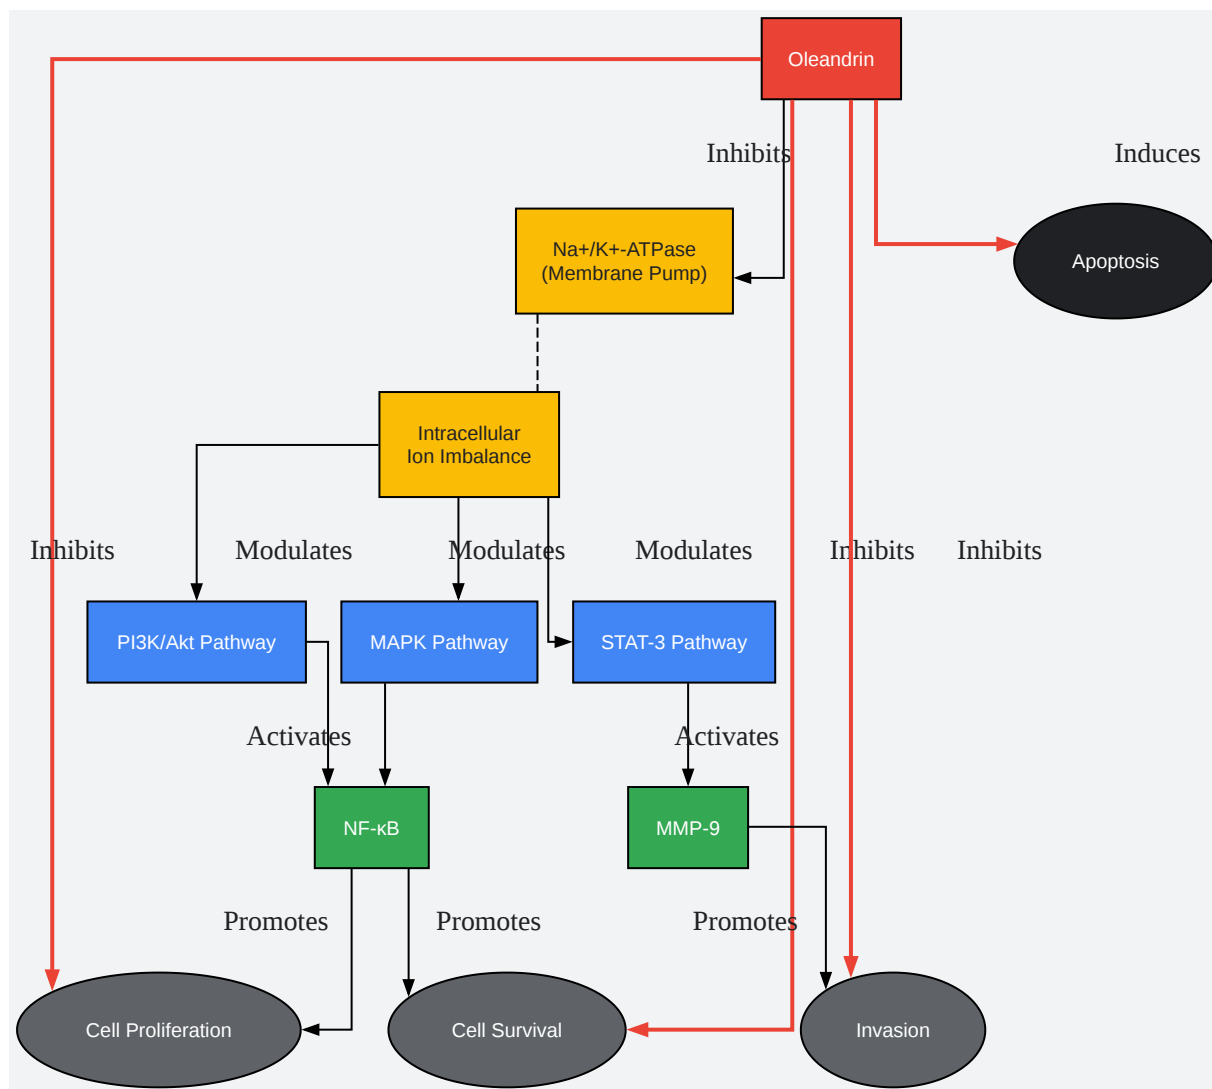 Oleandrin
Inhibits
Induces
Na+/K+-ATPase
(Membrane Pump)
Apoptosis
Intracellular
Ion Imbalance
Inhibits
Modulates
Modulates
Modulates
Inhibits
Inhibits
PI3K/Akt Pathway
MAPK Pathway
STAT-3 Pathway
Activates
Activates
NF-κB
MMP-9
Promotes
Promotes
Promotes
Cell Proliferation
Cell Survival
Invasion